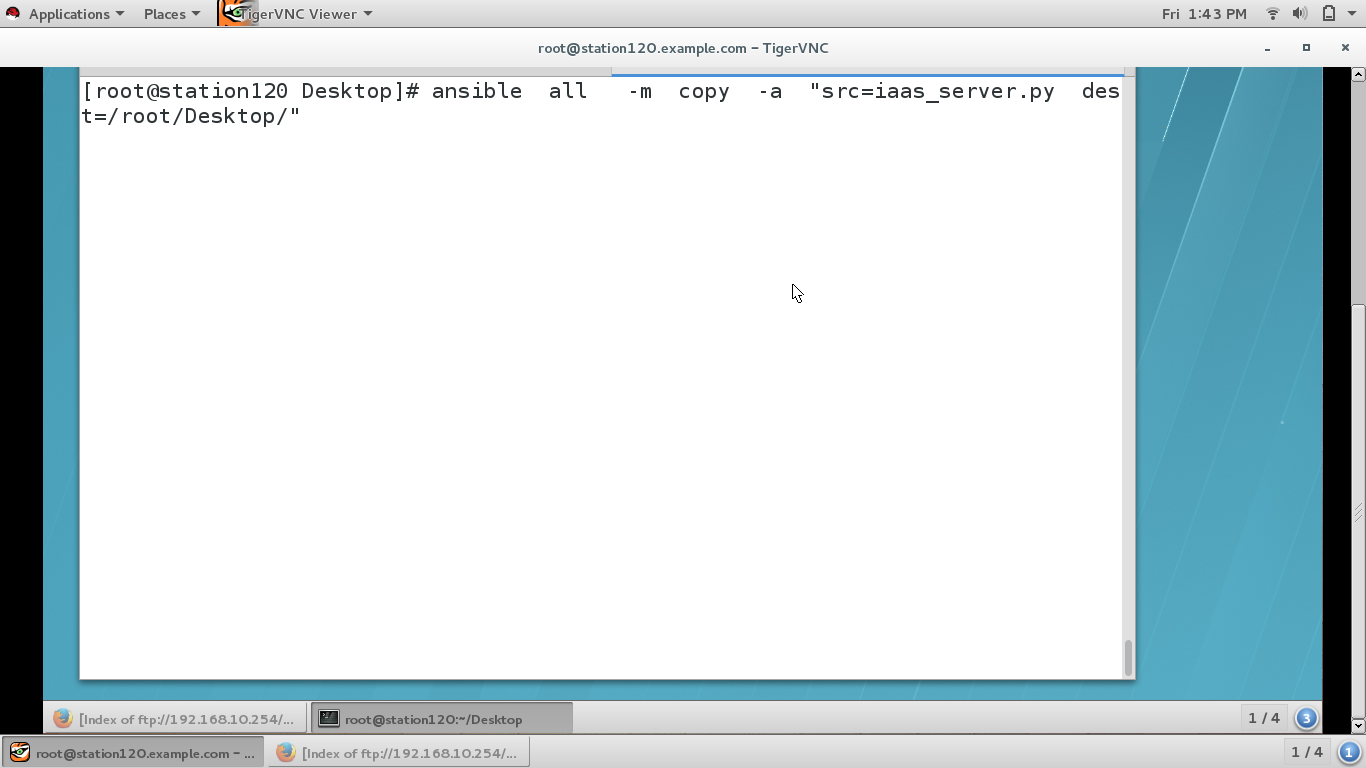 Applications Places TigerVNC Viewer Fri 1:43 PM
root@station120.example.com – TigerVNC
[root@station120 Desktop]# ansible  all   -m  copy  -a  "src=iaas_server.py  des
t=/root/Desktop/"
[Index of ftp://192.168.10.254/... root@station120:~/Desktop 1 / 4 3
root@station120.example.com – ... [Index of ftp://192.168.10.254/... 1 / 4 1